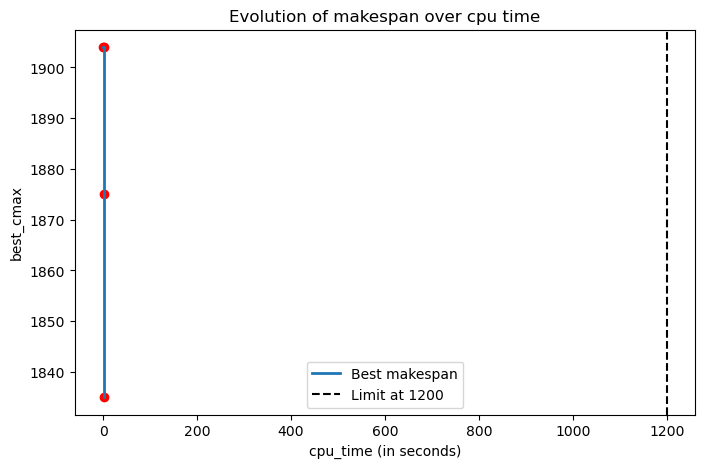 Evolution of makespan over cpu time
best_cmax
1900
1890
1880
1870
1860
1850
1840
Best makespan
Limit at 1200
0 200 400 600 800 1000 1200
cpu_time (in seconds)